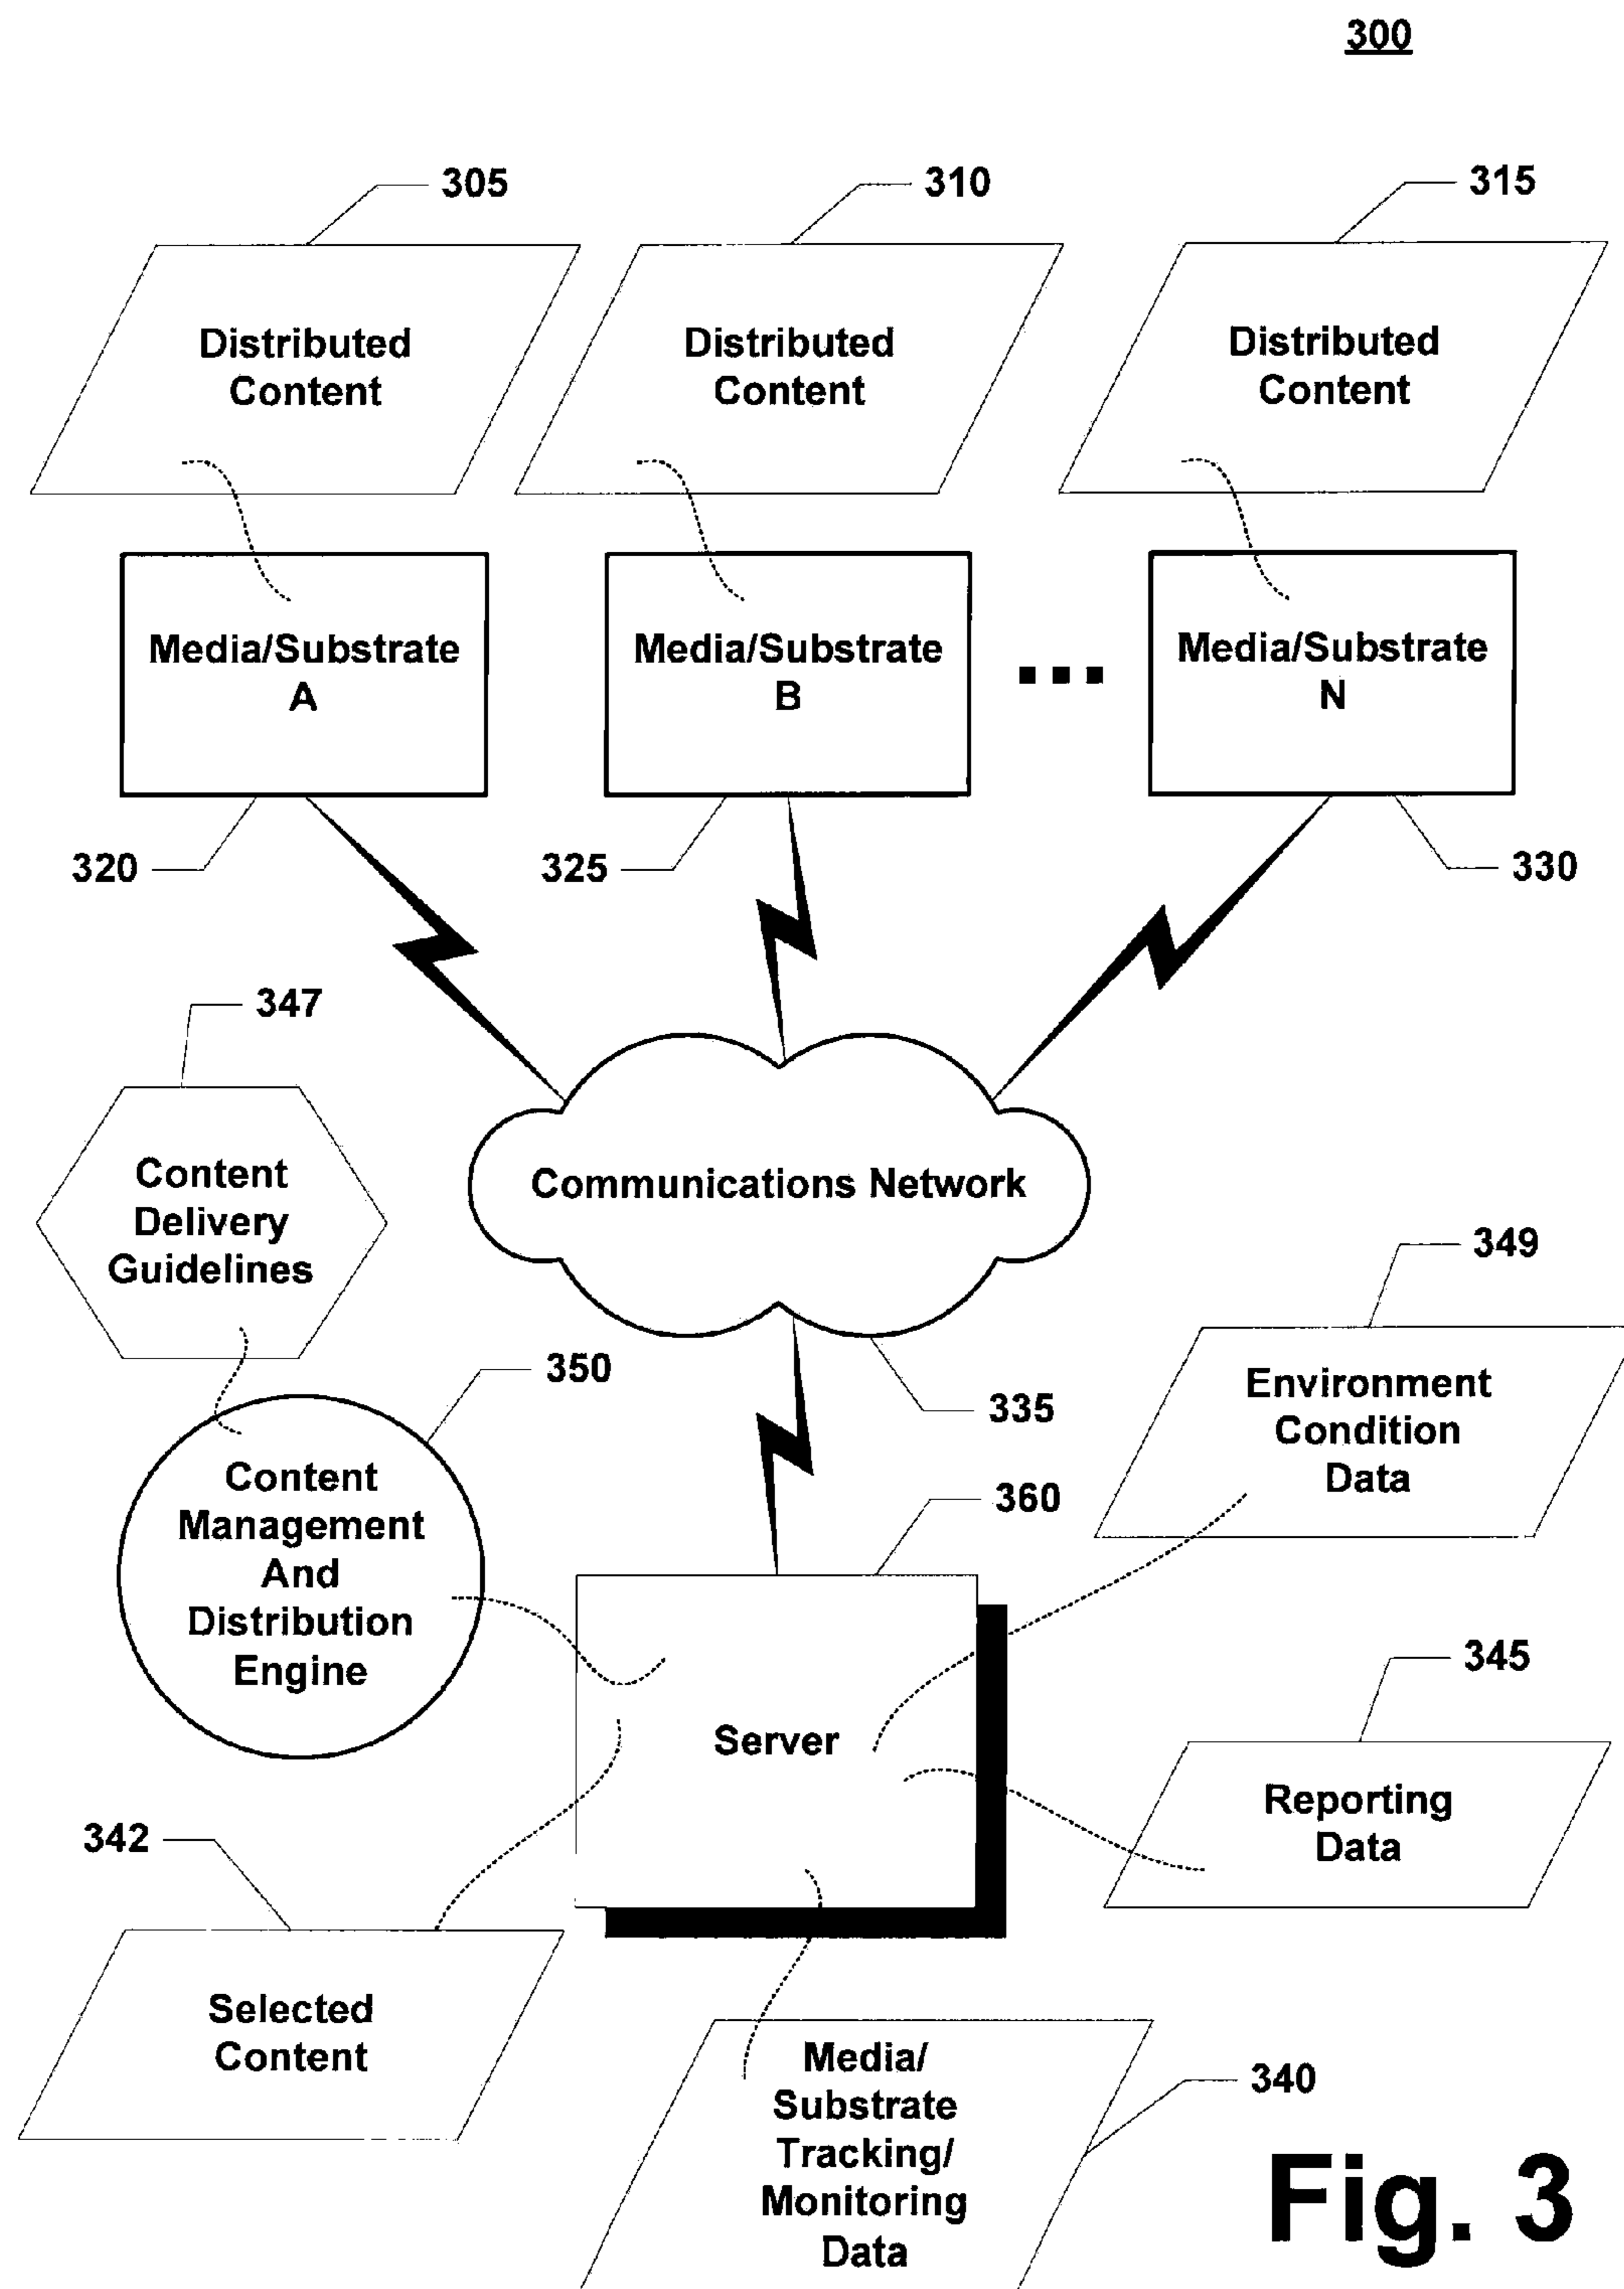 300
305
310
315
Distributed
Content
Distributed
Content
Distributed
Content
Media/Substrate
A
Media/Substrate
B
Media/Substrate
N
320
325
330
347
Content
Delivery
Guidelines
Communications Network
349
Environment
Condition
Data
350
335
Content
Management
And
Distribution
Engine
360
Server
345
Reporting
Data
342
Selected
Content
Media/
Substrate
Tracking/
Monitoring
Data
340
Fig. 3